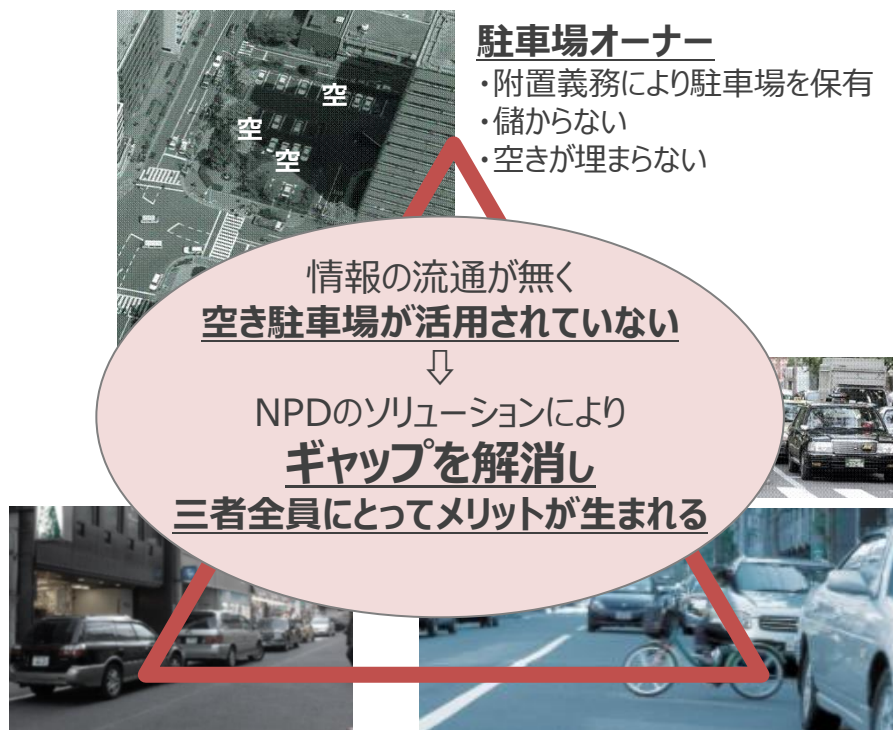 駐車場オーナー
・附置義務により駐車場を保有
・儲からない
・空きが埋まらない
空
空
空
情報の流通が無く
空き駐車場が活用されていない
⇩
NPDのソリューションにより
ギャップを解消し
三者全員にとってメリットが生まれる